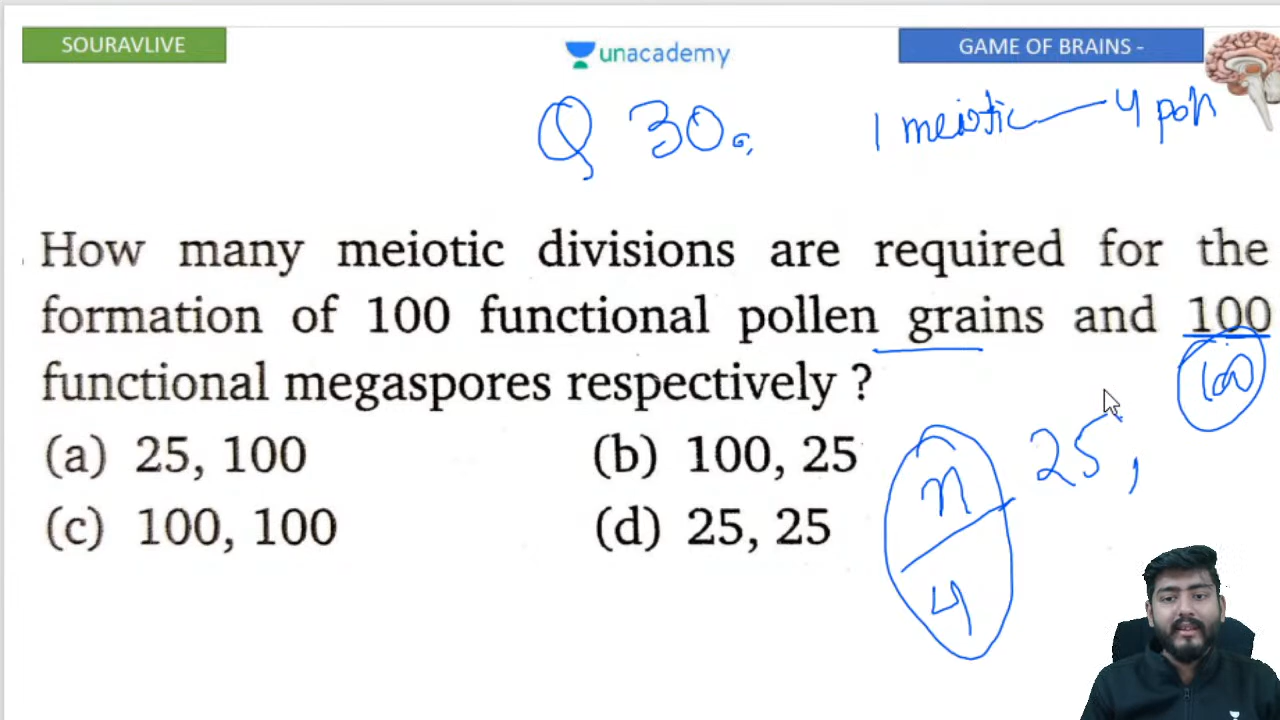 SOURAVLIVE
unacademy
GAME OF BRAINS -
Q 30.
1 meiotic — 4 poll
How many meiotic divisions are required for the
formation of 100 functional pollen grains and 100
functional megaspores respectively ?
100
(a) 25, 100
(b) 100, 25
(c) 100, 100
(d) 25, 25
n
4
25,